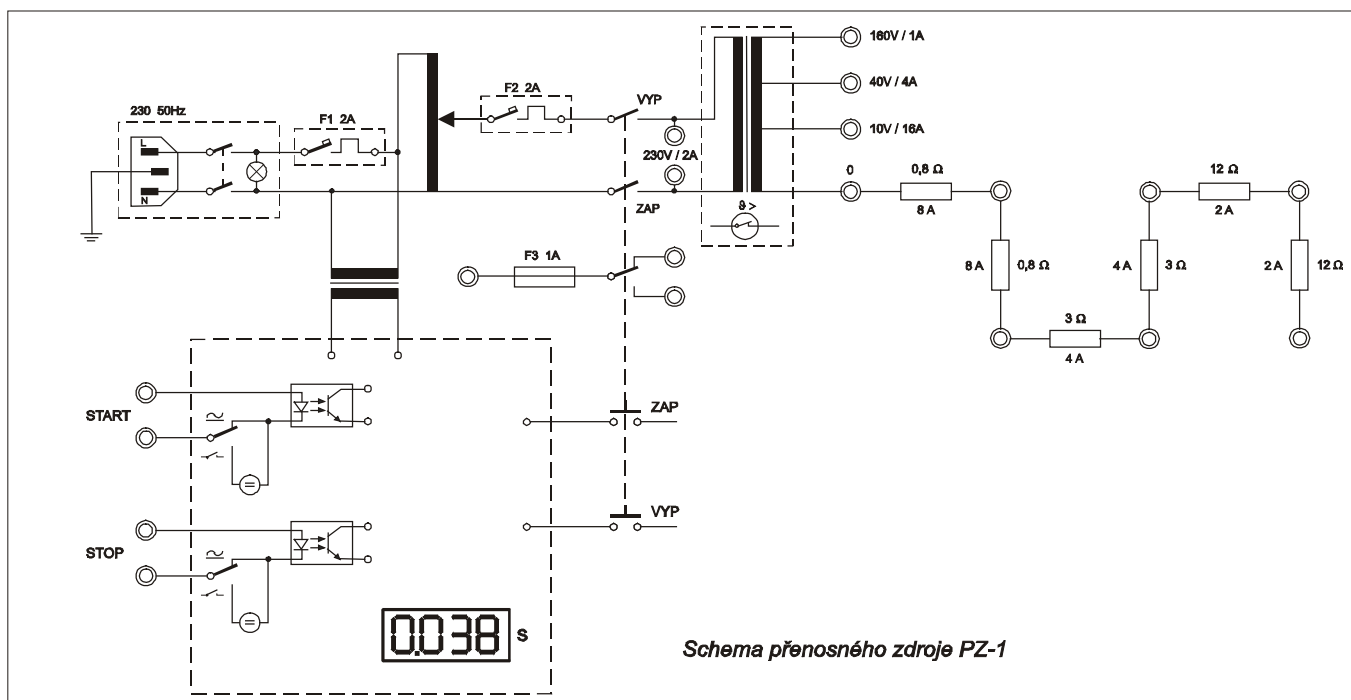 160V / 1A
40V / 4A
10V / 16A
F2 2A
VYP
230 50Hz
F1 2A
L
N
230V / 2A
ZAP
ϑ >
0
0,8 Ω
8 A
8 A
0,8 Ω
3 Ω
4 A
4 A
3 Ω
12 Ω
2 A
2 A
12 Ω
F3 1A
START
ZAP
STOP
VYP
0.038 S
Schema přenosného zdroje PZ-1